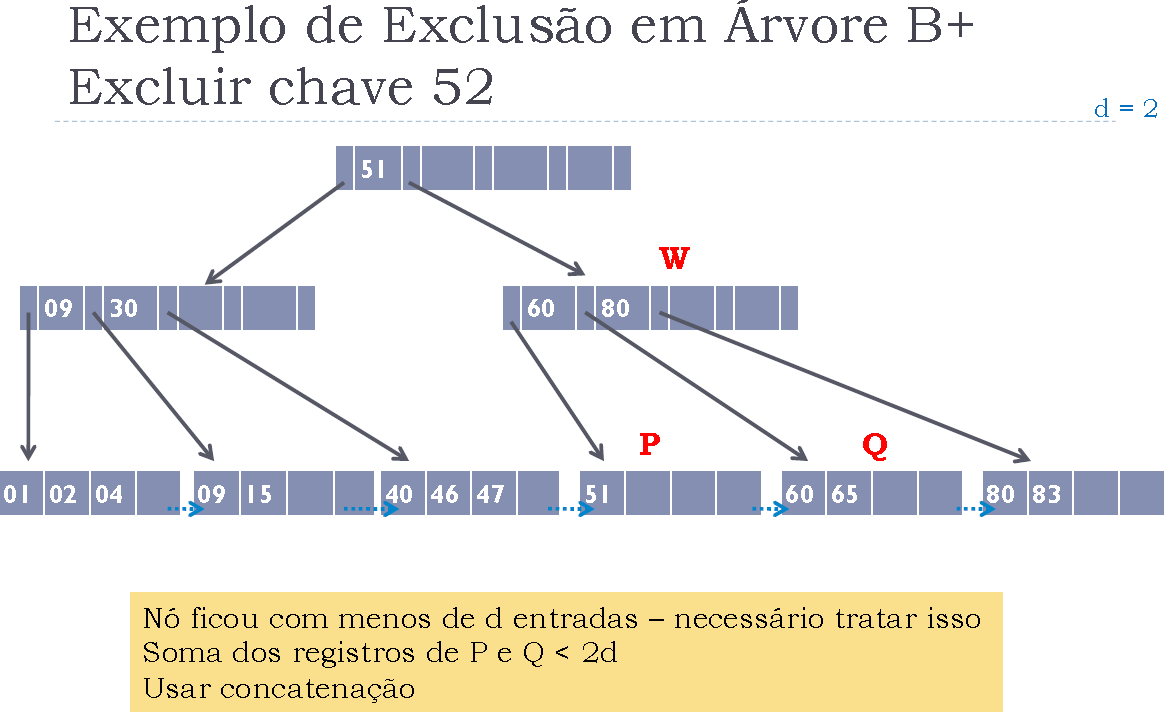 Exemplo de Exclusão em Árvore B+
Excluir chave 52
d = 2
51
W
09 30
60 80
P
Q
01 02 04
09 15
40 46 47
51
60 65
80 83
Nó ficou com menos de d entradas – necessário tratar isso
Soma dos registros de P e Q < 2d
Usar concatenação